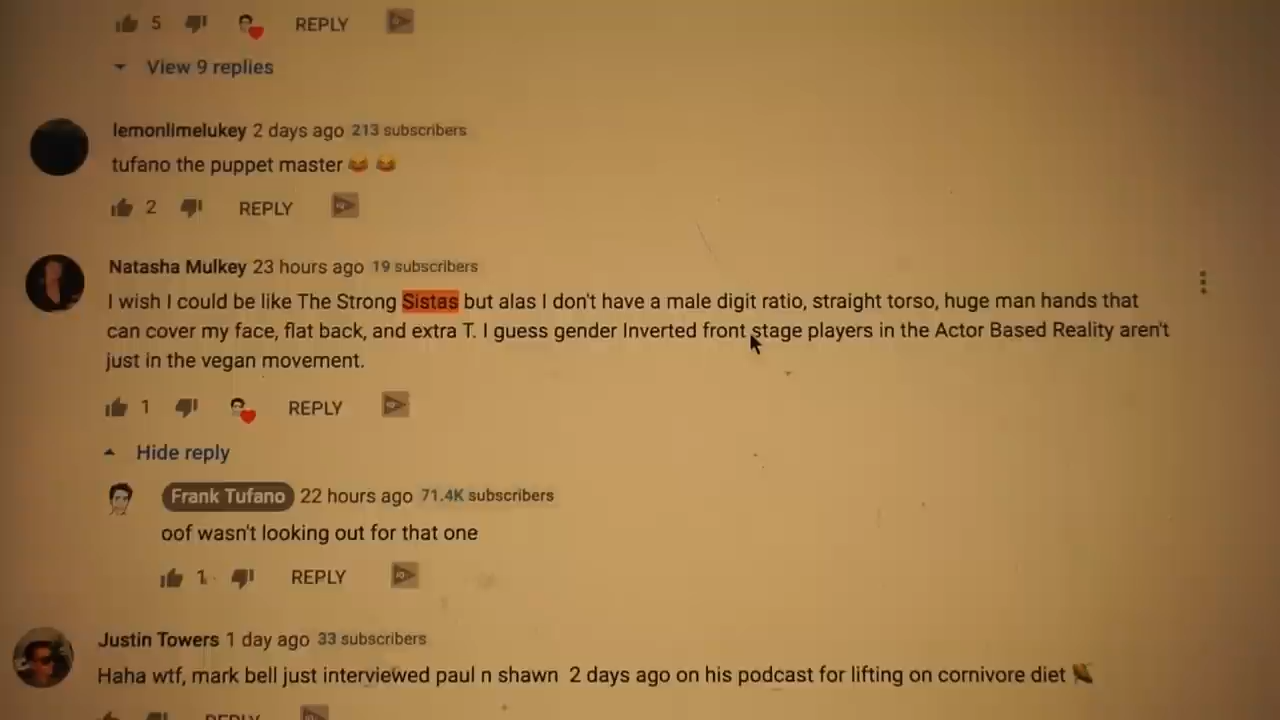 5 REPLY
View 9 replies
lemonlimelukey 2 days ago 213 subscribers
tufano the puppet master 😂 😂
2 REPLY
Natasha Mulkey 23 hours ago 19 subscribers
I wish I could be like The Strong Sistas but alas I don't have a male digit ratio, straight torso, huge man hands that
can cover my face, flat back, and extra T. I guess gender Inverted front stage players in the Actor Based Reality aren't
just in the vegan movement.
1 REPLY
Hide reply
Frank Tufano 22 hours ago 71.4K subscribers
oof wasn't looking out for that one
1 REPLY
Justin Towers 1 day ago 33 subscribers
Haha wtf, mark bell just interviewed paul n shawn 2 days ago on his podcast for lifting on cornivore diet 🌽
REPLY